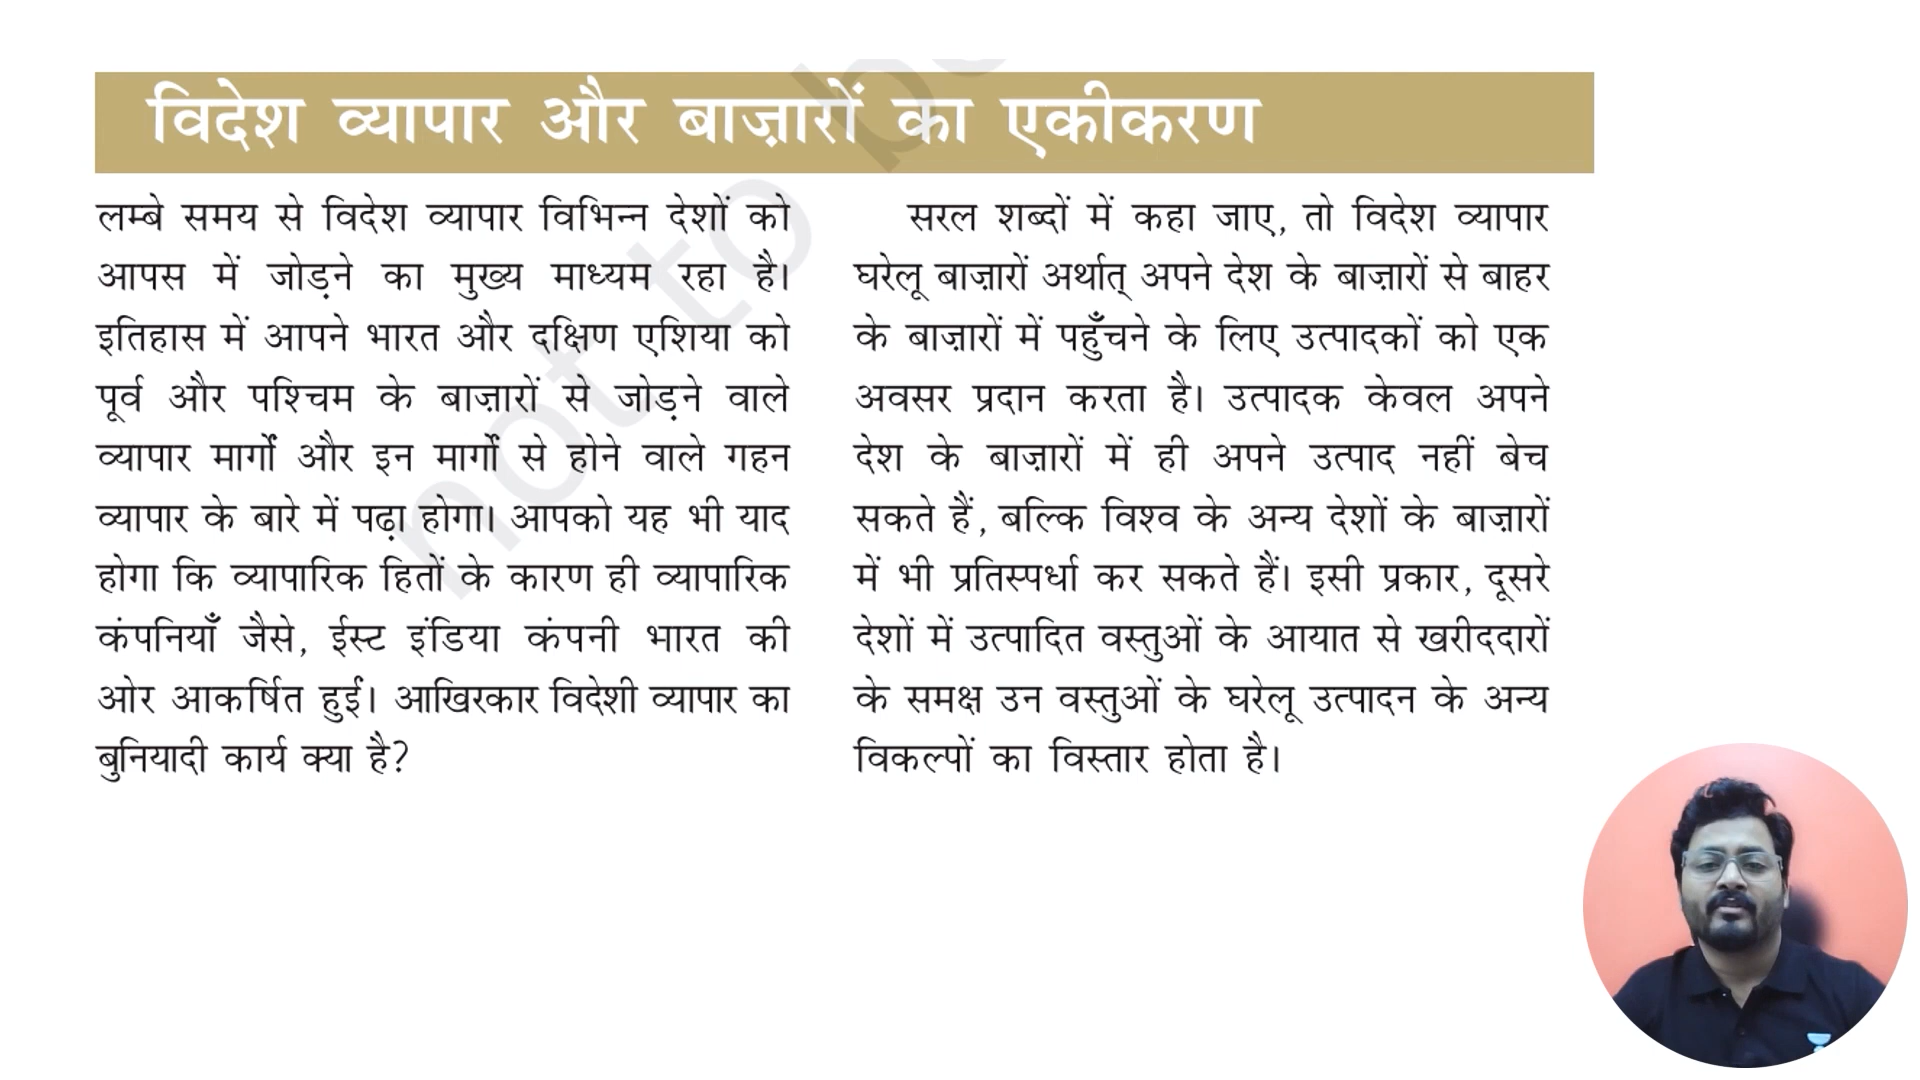 विदेश व्यापार और बाज़ारों का एकीकरण
लम्बे समय से विदेश व्यापार विभिन्न देशों को
आपस में जोड़ने का मुख्य माध्यम रहा है।
इतिहास में आपने भारत और दक्षिण एशिया को
पूर्व और पश्चिम के बाज़ारों से जोड़ने वाले
व्यापार मार्गों और इन मार्गों से होने वाले गहन
व्यापार के बारे में पढ़ा होगा। आपको यह भी याद
होगा कि व्यापारिक हितों के कारण ही व्यापारिक
कंपनियाँ जैसे, ईस्ट इंडिया कंपनी भारत की
ओर आकर्षित हुईं। आखिरकार विदेशी व्यापार का
बुनियादी कार्य क्या है?
सरल शब्दों में कहा जाए, तो विदेश व्यापार
घरेलू बाज़ारों अर्थात् अपने देश के बाज़ारों से बाहर
के बाज़ारों में पहुँचने के लिए उत्पादकों को एक
अवसर प्रदान करता है। उत्पादक केवल अपने
देश के बाज़ारों में ही अपने उत्पाद नहीं बेच
सकते हैं, बल्कि विश्व के अन्य देशों के बाज़ारों
में भी प्रतिस्पर्धा कर सकते हैं। इसी प्रकार, दूसरे
देशों में उत्पादित वस्तुओं के आयात से खरीददारों
के समक्ष उन वस्तुओं के घरेलू उत्पादन के अन्य
विकल्पों का विस्तार होता है।
not to be